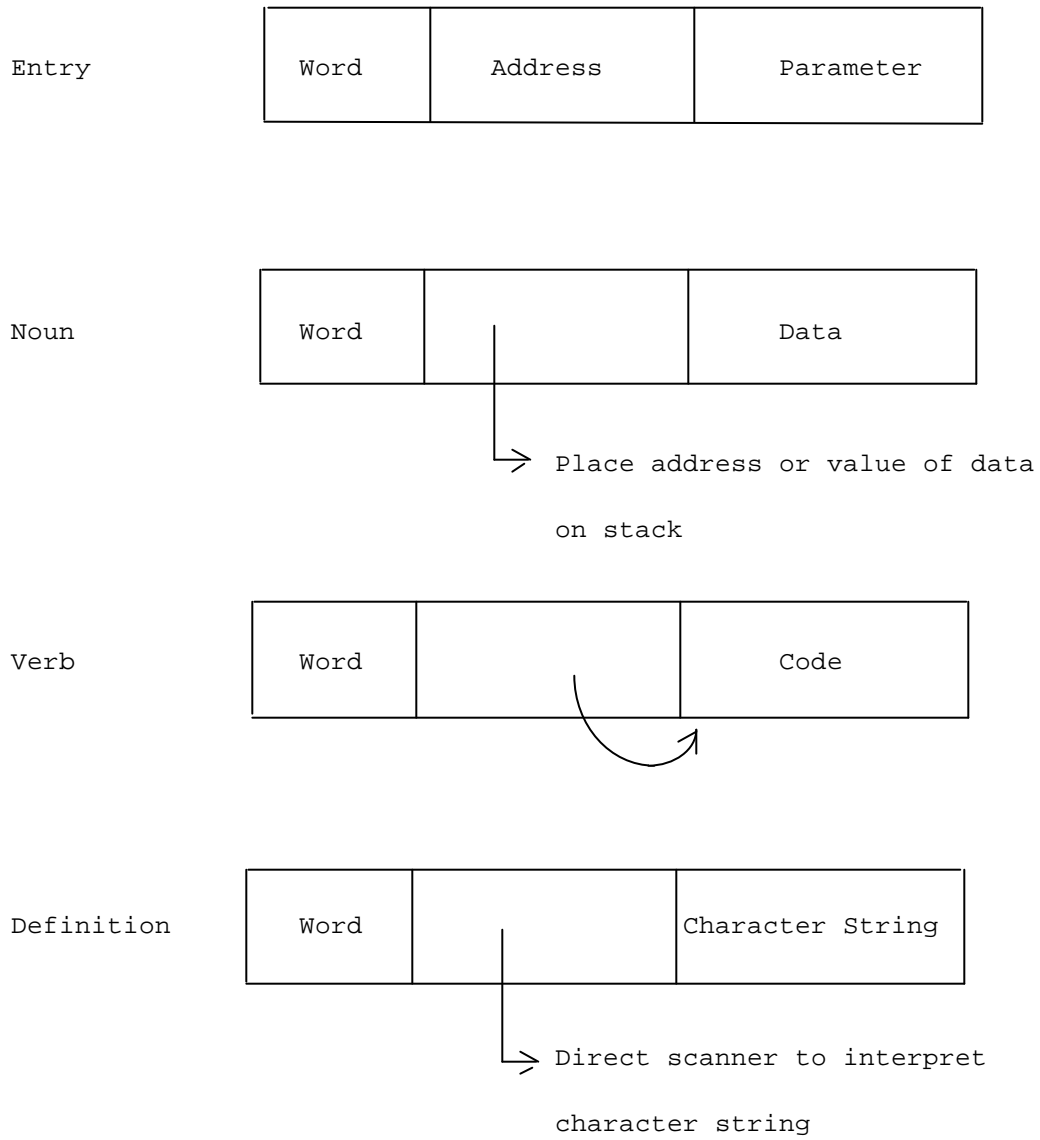 Entry Word Address Parameter
Noun Word Data
Place address or value of data
on stack
Verb Word Code
Definition Word Character String
Direct scanner to interpret
character string